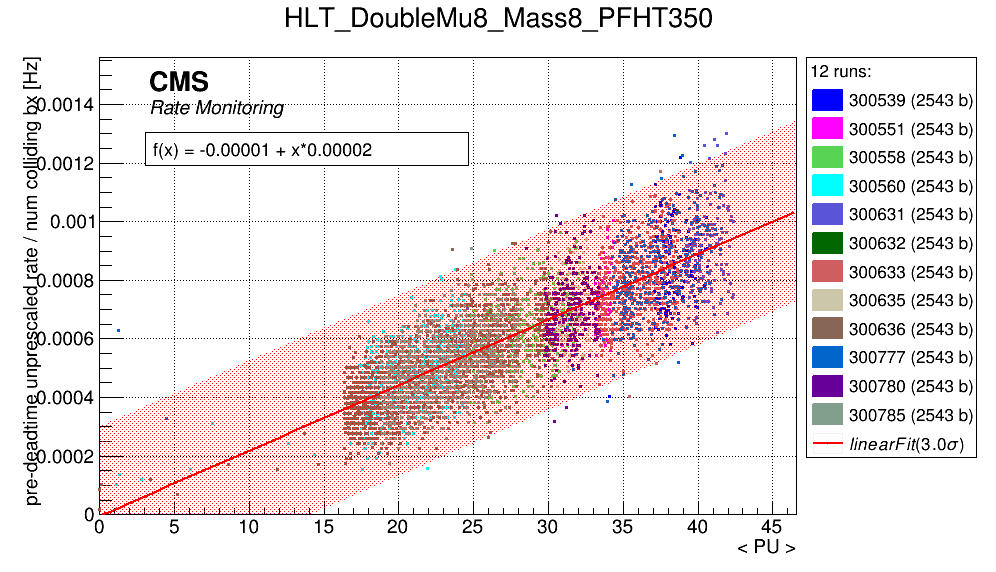 HLT_DoubleMu8_Mass8_PFHT350
pre-deadtime unprescaled rate / num colliding bx [Hz]
CMS
Rate Monitoring
f(x) = -0.00001 + x*0.00002
0.0014
0.0012
0.001
0.0008
0.0006
0.0004
0.0002
0
0 5 10 15 20 25 30 35 40 45
< PU >
12 runs:
300539 (2543 b)
300551 (2543 b)
300558 (2543 b)
300560 (2543 b)
300631 (2543 b)
300632 (2543 b)
300633 (2543 b)
300635 (2543 b)
300636 (2543 b)
300777 (2543 b)
300780 (2543 b)
300785 (2543 b)
linearFit(3.0σ)